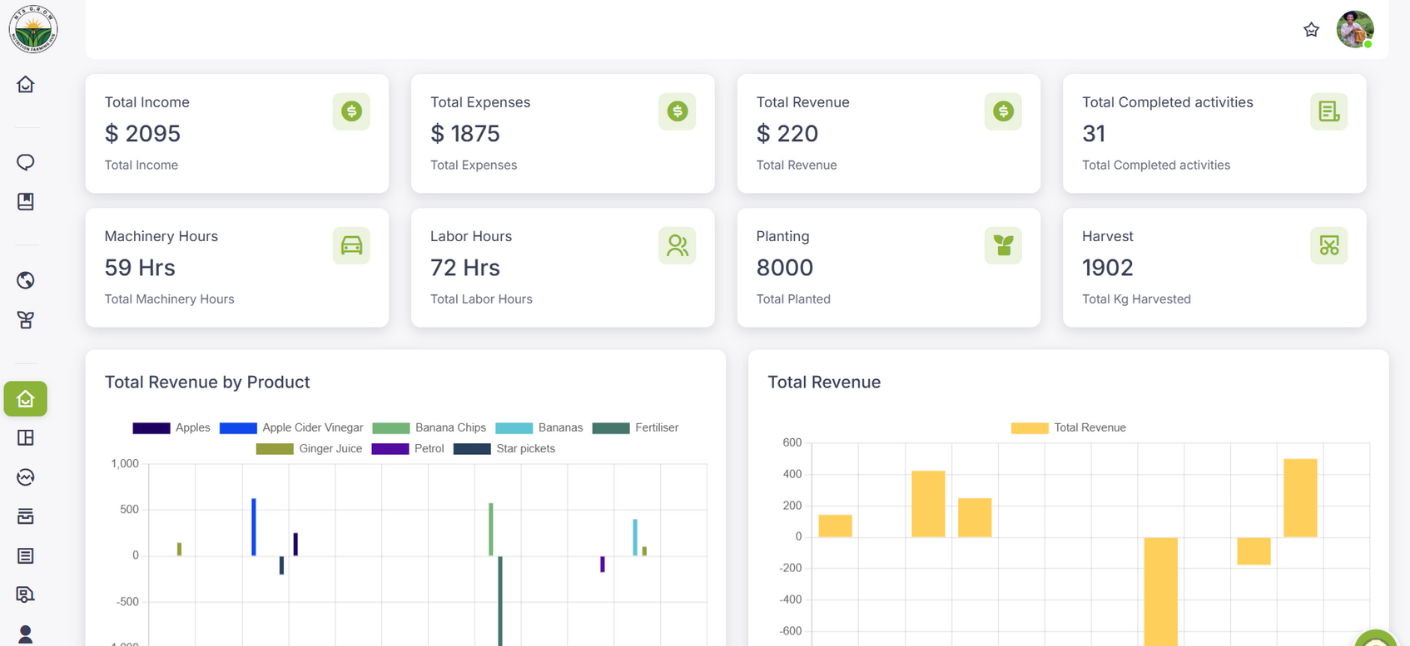 NTS G.R.O.W
NUTRITION FARMING HUB
Total Income
$ 2095
Total Income
Total Expenses
$ 1875
Total Expenses
Total Revenue
$ 220
Total Revenue
Total Completed activities
31
Total Completed activities
Machinery Hours
59 Hrs
Total Machinery Hours
Labor Hours
72 Hrs
Total Labor Hours
Planting
8000
Total Planted
Harvest
1902
Total Kg Harvested
Total Revenue by Product
Apples Apple Cider Vinegar Banana Chips Bananas Fertiliser
Ginger Juice Petrol Star pickets
1,000
500
0
-500
Total Revenue
Total Revenue
600
400
200
0
-200
-400
-600